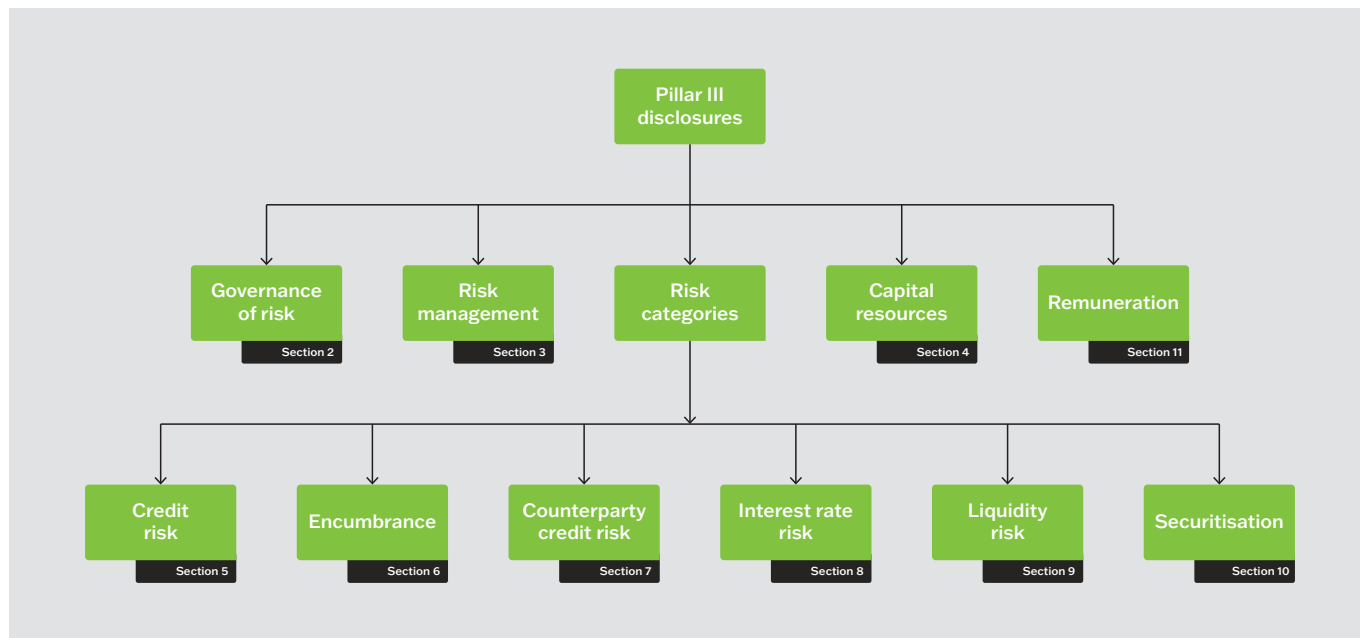 Pillar III
disclosures
Governance
of risk
Section 2
Risk
management
Section 3
Risk
categories
Capital
resources
Section 4
Remuneration
Section 11
Credit
risk
Section 5
Encumbrance
Section 6
Counterparty
credit risk
Section 7
Interest rate
risk
Section 8
Liquidity
risk
Section 9
Securitisation
Section 10